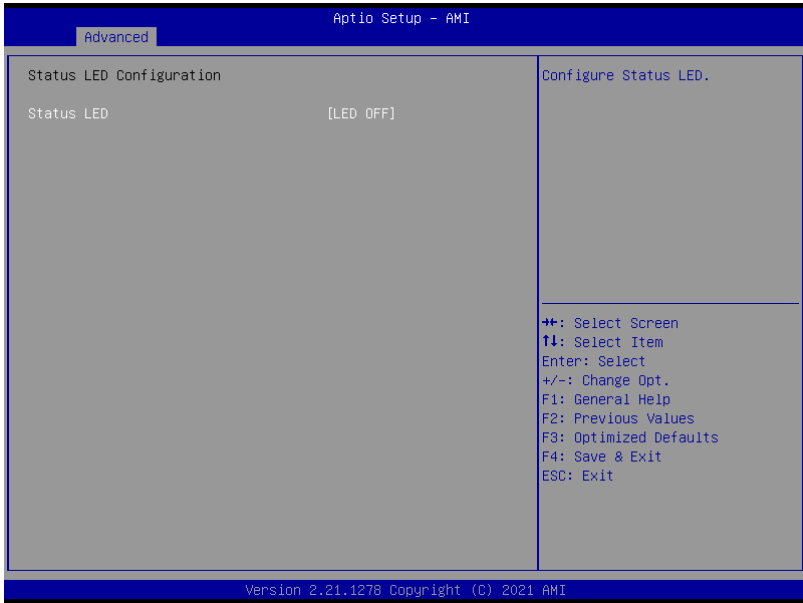 Aptio Setup – AMI
Advanced
Status LED Configuration
Status LED [LED OFF]
Configure Status LED.
→←: Select Screen
↑↓: Select Item
Enter: Select
+/-: Change Opt.
F1: General Help
F2: Previous Values
F3: Optimized Defaults
F4: Save & Exit
ESC: Exit
Version 2.21.1278 Copyright (C) 2021 AMI